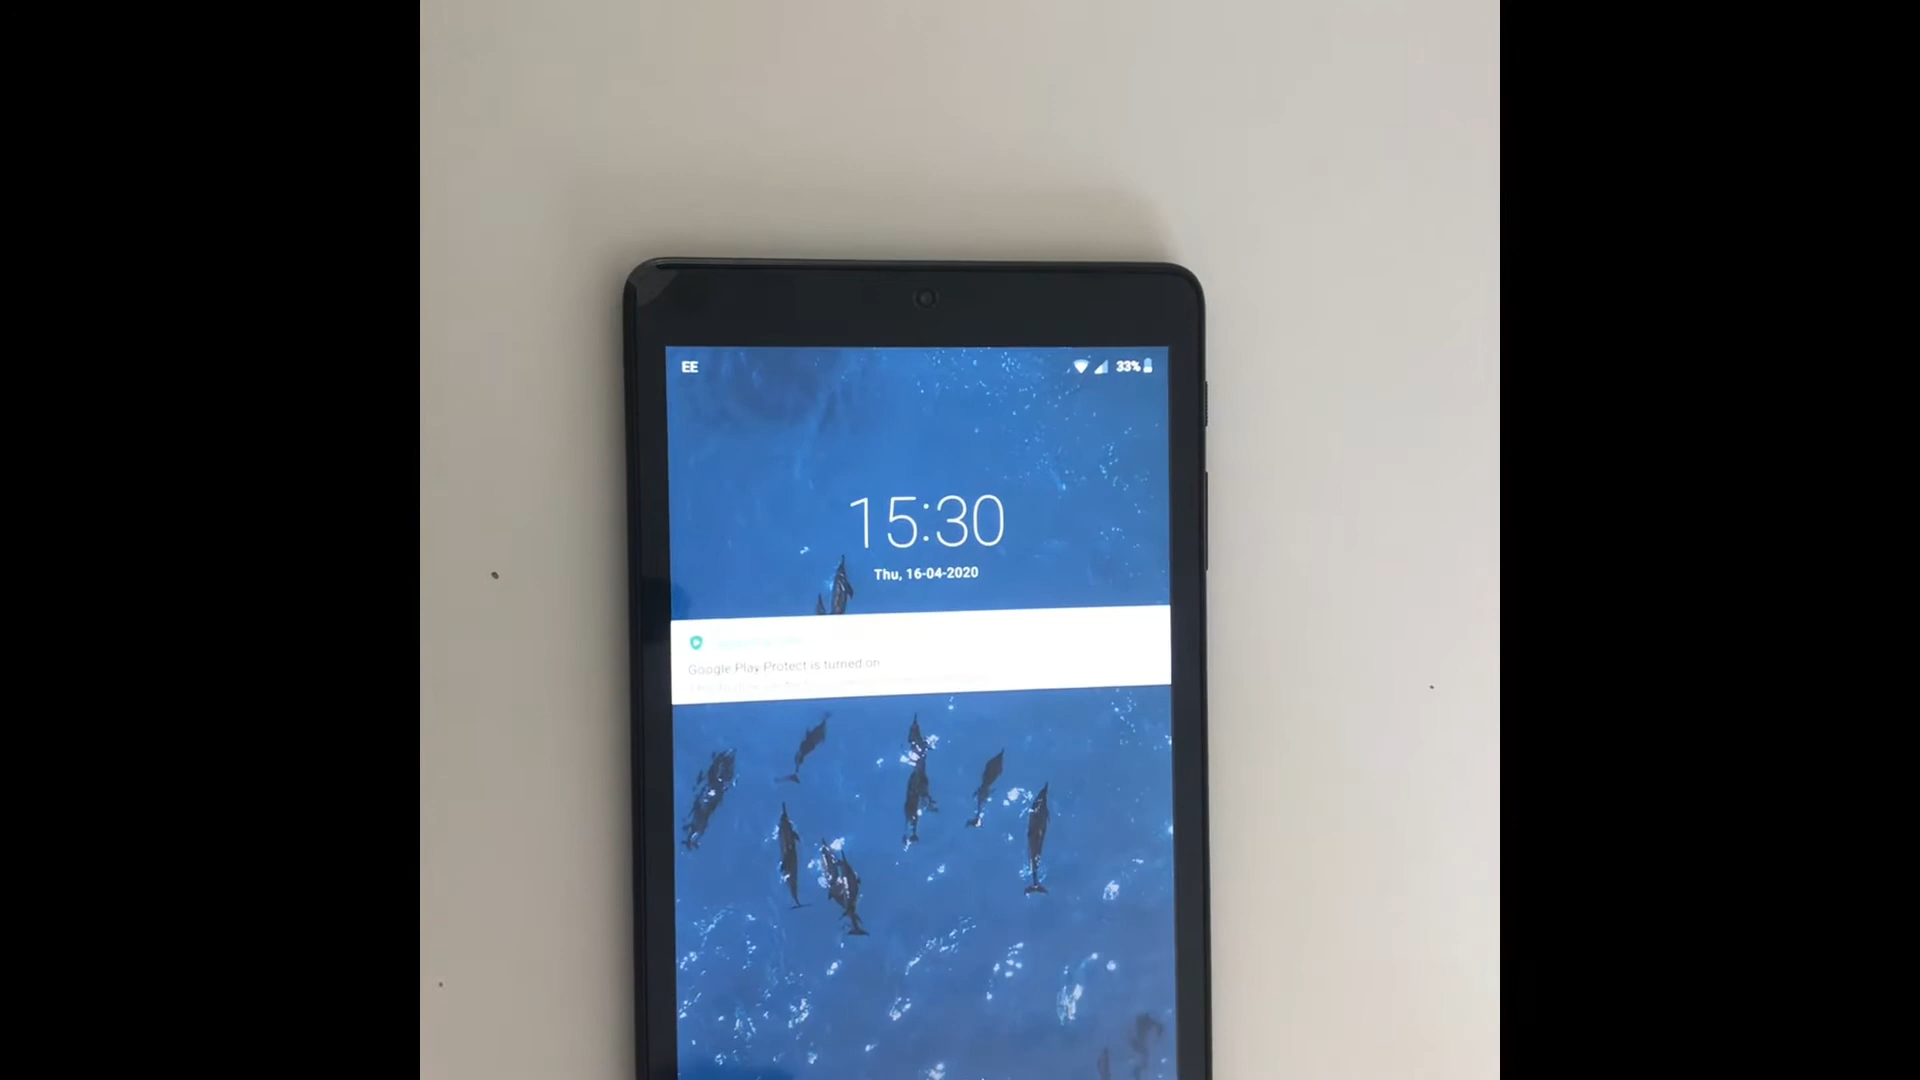 EE
33%
15:30
Thu, 16-04-2020
Google Play Protect is turned on